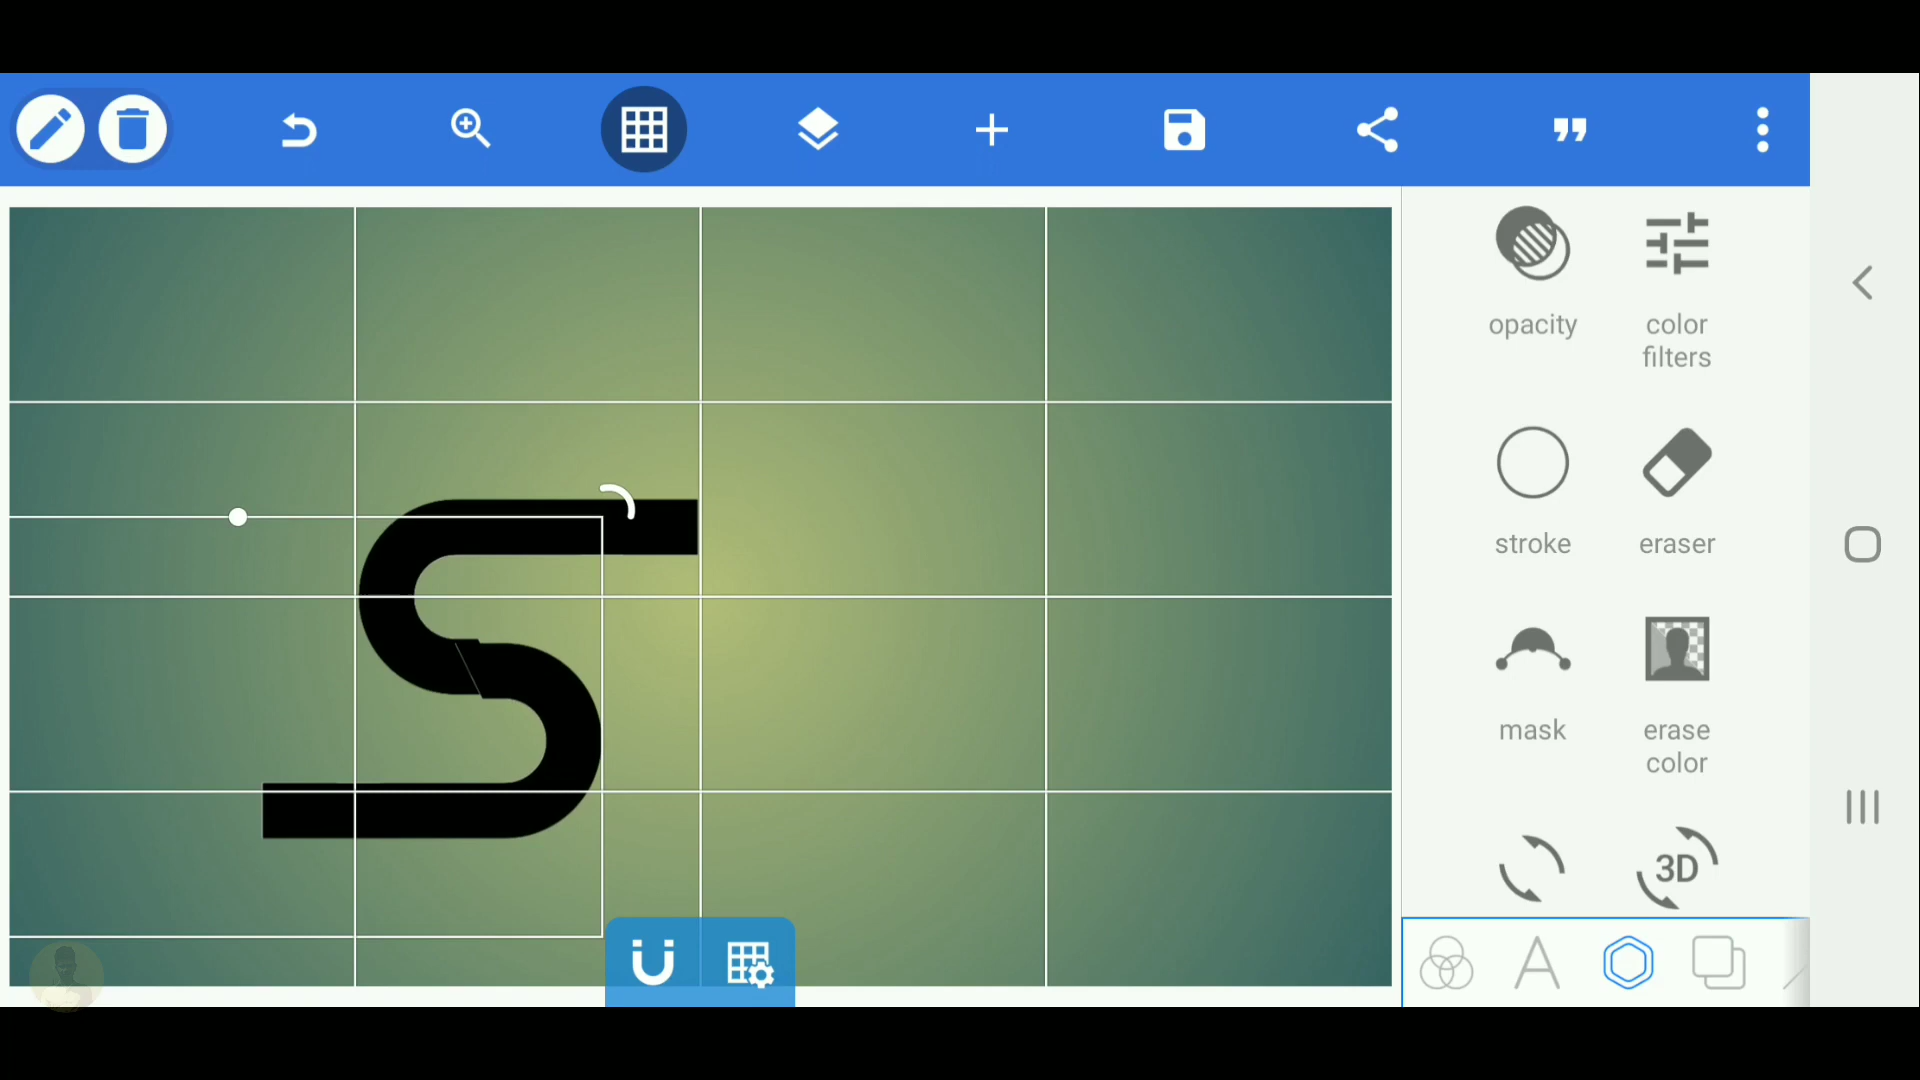 opacity
color
filters
stroke
eraser
mask
erase
color
3D